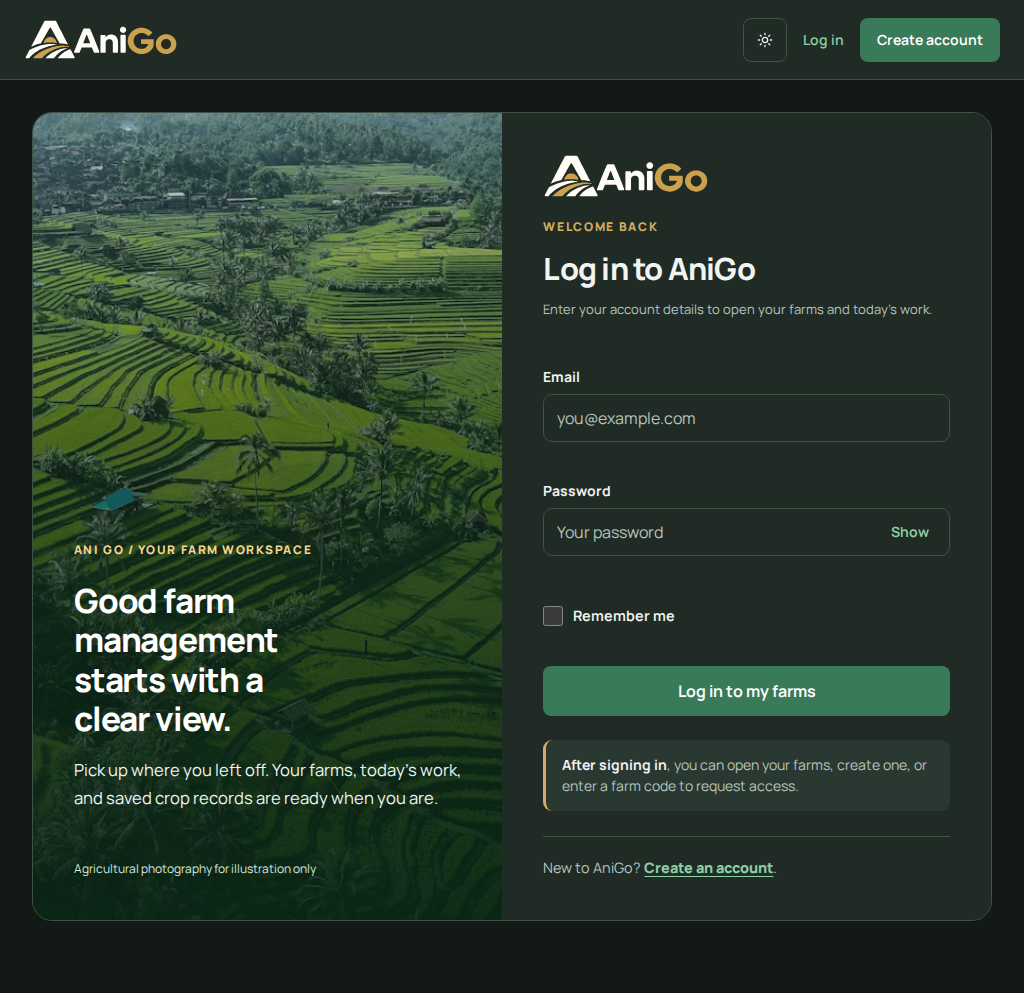 AniGo
Log in
Create account
ANI GO / YOUR FARM WORKSPACE
Good farm
management
starts with a
clear view.
Pick up where you left off. Your farms, today's work,
and saved crop records are ready when you are.
Agricultural photography for illustration only
AniGo
WELCOME BACK
Log in to AniGo
Enter your account details to open your farms and today's work.
Email
you@example.com
Password
Your password
Show
Remember me
Log in to my farms
After signing in, you can open your farms, create one, or
enter a farm code to request access.
New to AniGo? Create an account.